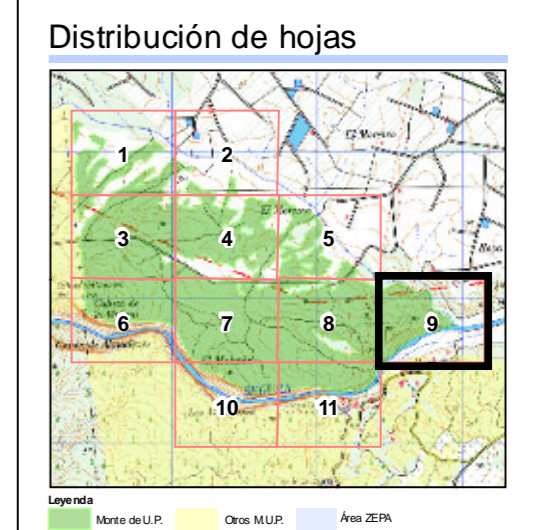 Distribución de hojas
El Moreno
1 2
3 4 5
6 7 8 9
SEGURA
10 11
Leyenda
Monte de U.P. Otros M.U.P. Área ZEPA